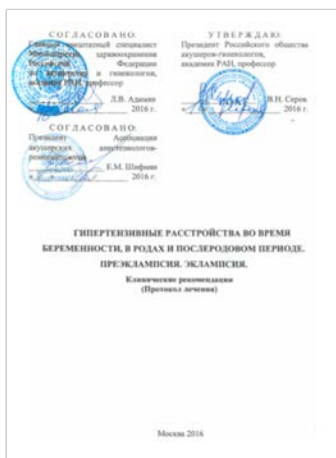 СОГЛАСОВАНО:
Главный внештатный специалист
Министерства здравоохранения
Российской Федерации
по акушерству и гинекологии,
академик РАН, профессор
Л.В. Адамян
2016 г.
УТВЕРЖДАЮ:
Президент Российского общества
акушеров-гинекологов,
академик РАН, профессор
В.Н. Серов
2016 г.
СОГЛАСОВАНО:
Президент Ассоциации
акушерских анестезиологов-
реаниматологов
Е.М. Шифман
2016 г.
ГИПЕРТЕНЗИВНЫЕ РАССТРОЙСТВА ВО ВРЕМЯ
БЕРЕМЕННОСТИ, В РОДАХ И ПОСЛЕРОДОВОМ ПЕРИОДЕ.
ПРЕЭКЛАМПСИЯ. ЭКЛАМПСИЯ.
Клинические рекомендации
(Протокол лечения)
Москва 2016